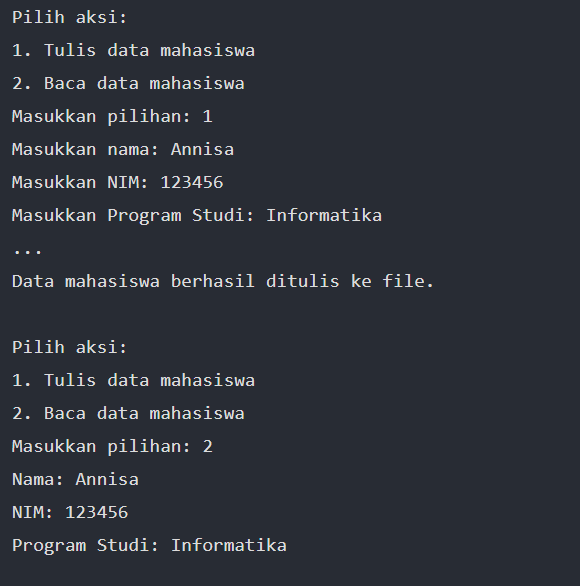 Pilih aksi:
1. Tulis data mahasiswa
2. Baca data mahasiswa
Masukkan pilihan: 1
Masukkan nama: Annisa
Masukkan NIM: 123456
Masukkan Program Studi: Informatika
...
Data mahasiswa berhasil ditulis ke file.

Pilih aksi:
1. Tulis data mahasiswa
2. Baca data mahasiswa
Masukkan pilihan: 2
Nama: Annisa
NIM: 123456
Program Studi: Informatika